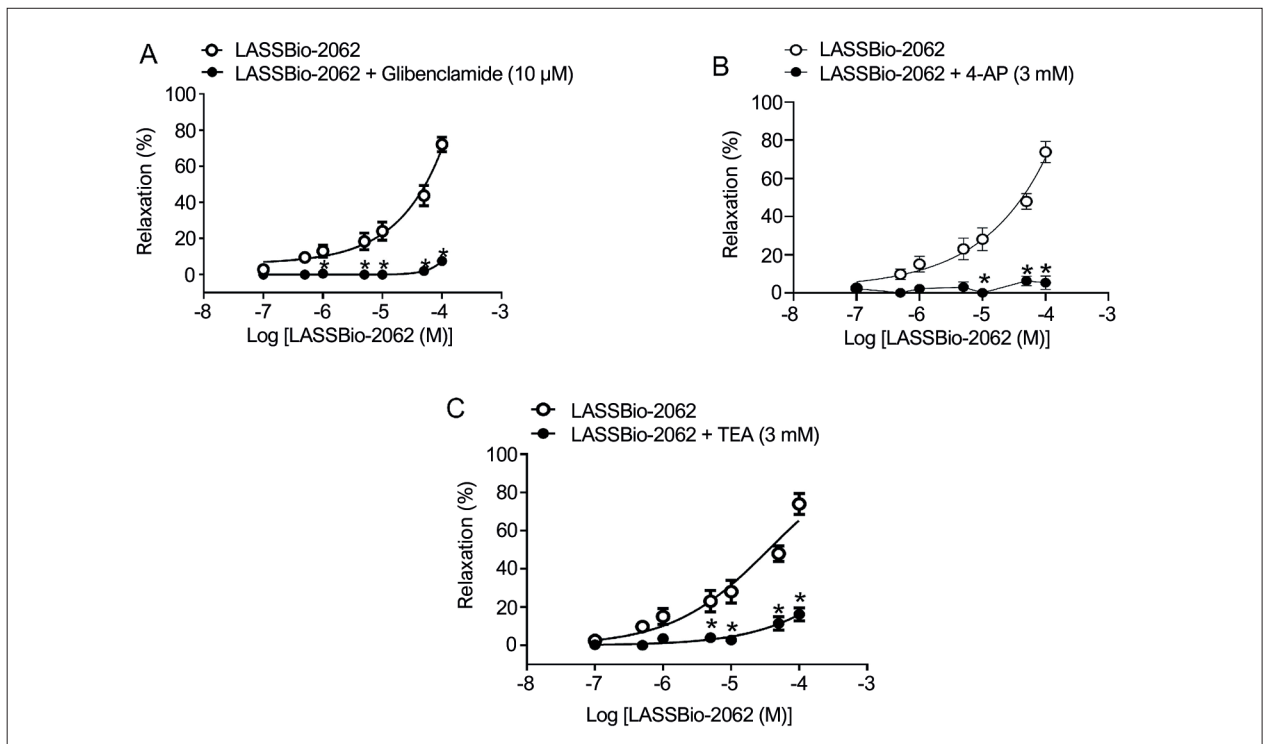 A
LASSBio-2062
LASSBio-2062 + Glibenclamide (10 µM)
Relaxation (%)
100
80
60
40
20
0
* * * * *
-8 -7 -6 -5 -4 -3
Log [LASSBio-2062 (M)]
B
LASSBio-2062
LASSBio-2062 + 4-AP (3 mM)
Relaxation (%)
100
80
60
40
20
0
* * *
-8 -7 -6 -5 -4 -3
Log [LASSBio-2062 (M)]
C
LASSBio-2062
LASSBio-2062 + TEA (3 mM)
Relaxation (%)
100
80
60
40
20
0
* * * *
-8 -7 -6 -5 -4 -3
Log [LASSBio-2062 (M)]